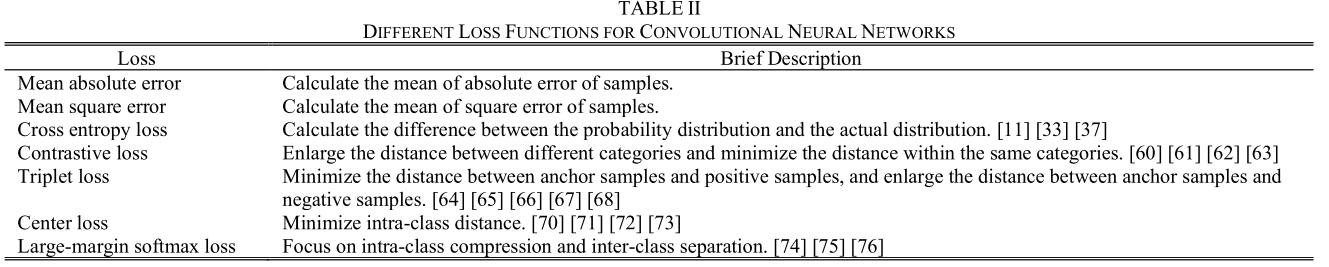 TABLE II
DIFFERENT LOSS FUNCTIONS FOR CONVOLUTIONAL NEURAL NETWORKS
Loss Brief Description
Mean absolute error Calculate the mean of absolute error of samples.
Mean square error Calculate the mean of square error of samples.
Cross entropy loss Calculate the difference between the probability distribution and the actual distribution. [11] [33] [37]
Contrastive loss Enlarge the distance between different categories and minimize the distance within the same categories. [60] [61] [62] [63]
Triplet loss Minimize the distance between anchor samples and positive samples, and enlarge the distance between anchor samples and
negative samples. [64] [65] [66] [67] [68]
Center loss Minimize intra-class distance. [70] [71] [72] [73]
Large-margin softmax loss Focus on intra-class compression and inter-class separation. [74] [75] [76]